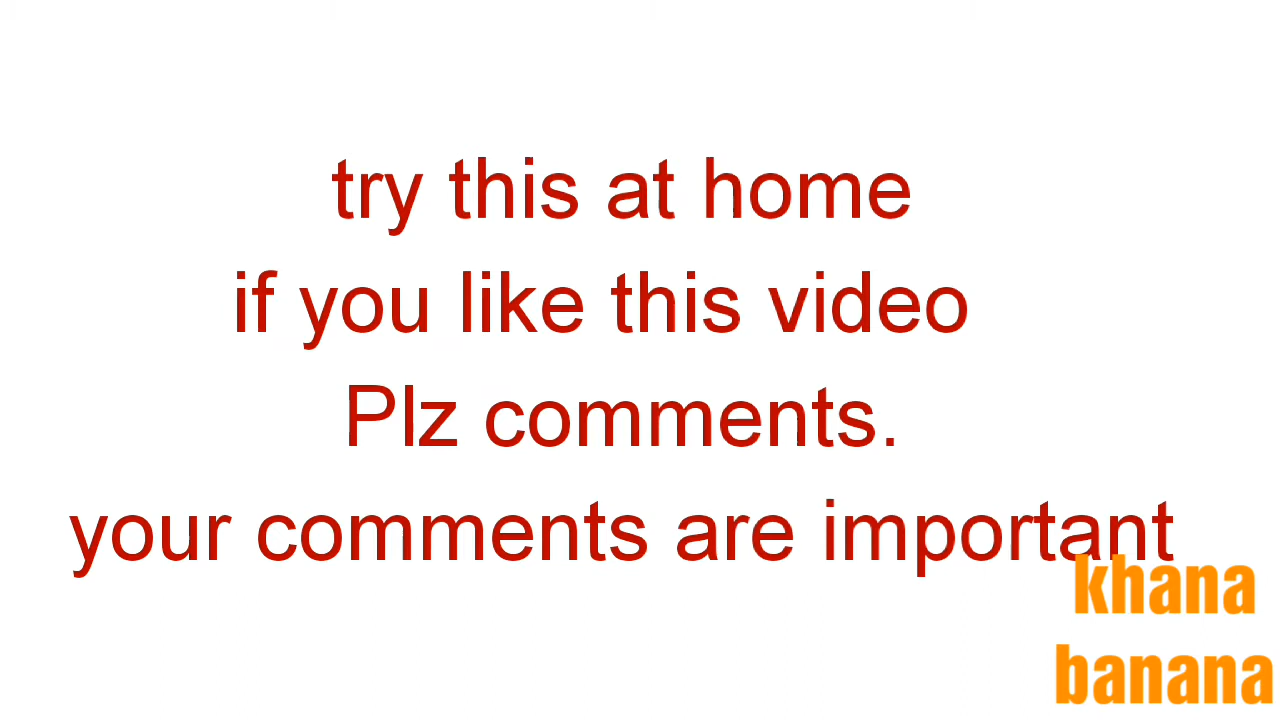 try this at home
if you like this video
Plz comments.
your comments are important
khana
banana